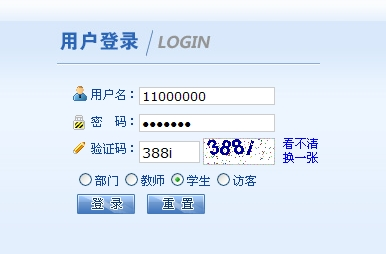 用户登录 LOGIN
用户名： 11000000
密 码： •••••••
验证码： 388i 388i 看不清
换一张
部门 教师 学生 访客
登 录 重 置